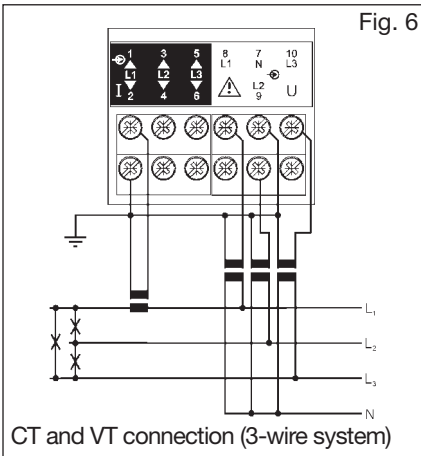 Fig. 6
1 3 5 8 7 10
L1 N L3
L1 L2 L3
I 2 4 6 L2 9 U
L₁
L₂
L₃
N
CT and VT connection (3-wire system)